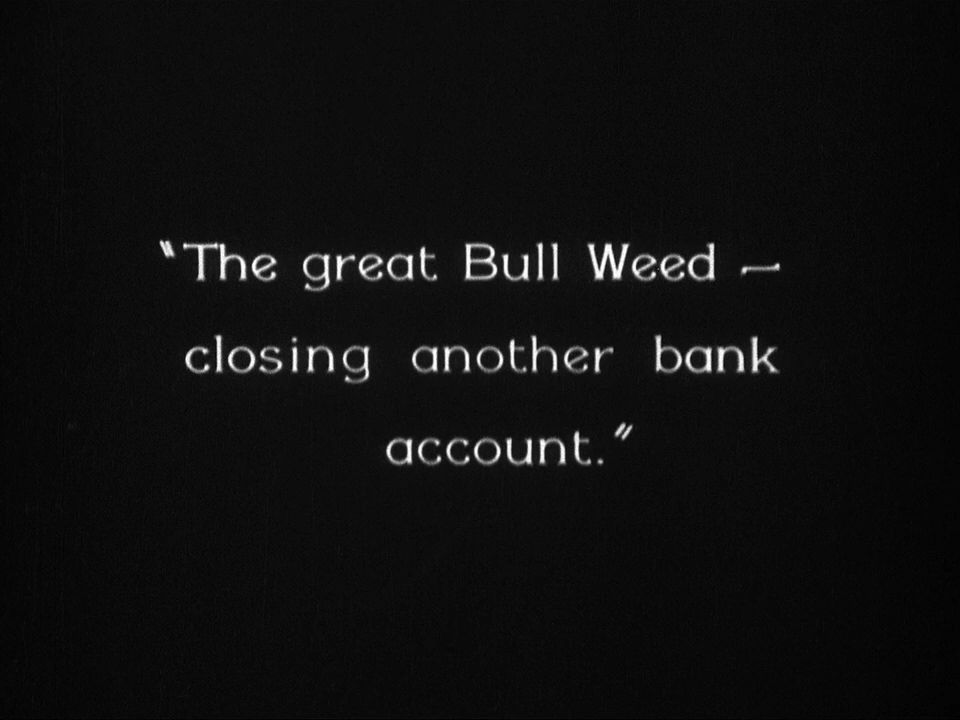 "The great Bull Weed —
closing another bank
account."